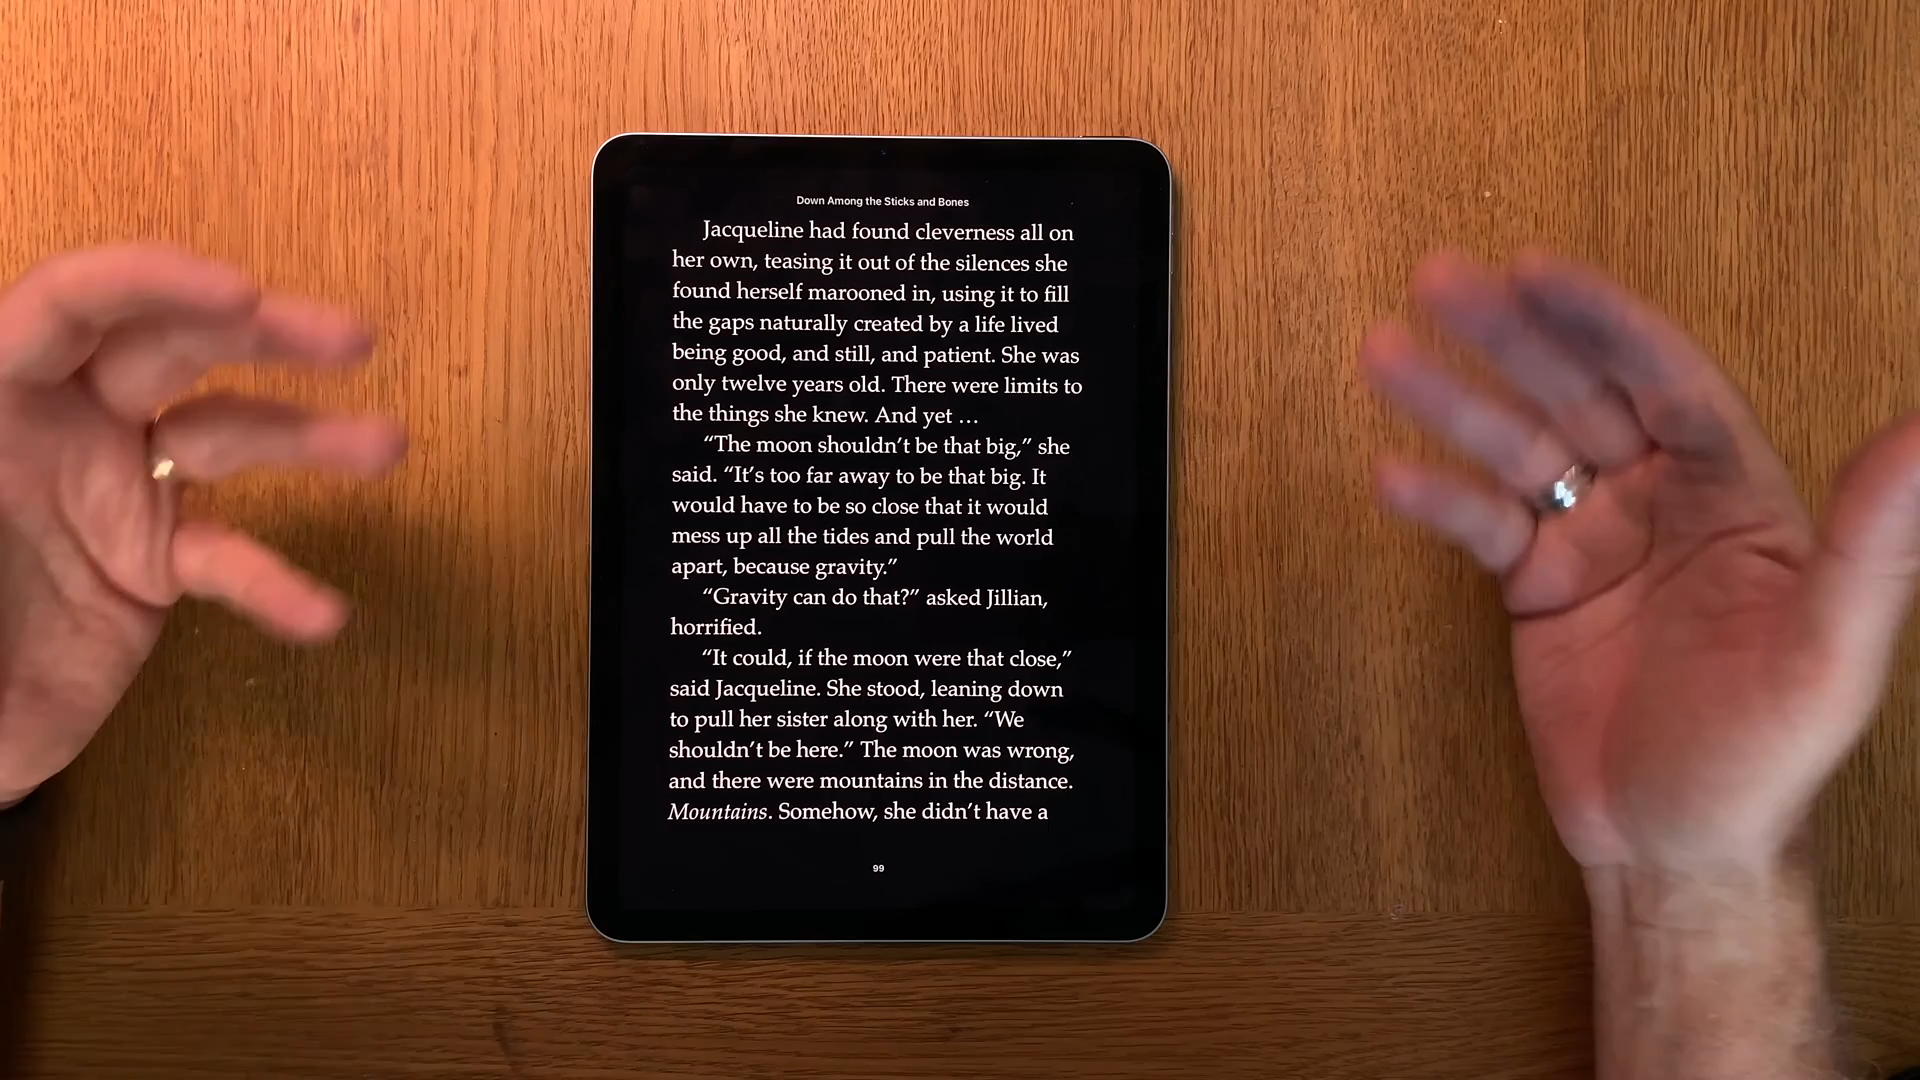 Down Among the Sticks and Bones
Jacqueline had found cleverness all on
her own, teasing it out of the silences she
found herself marooned in, using it to fill
the gaps naturally created by a life lived
being good, and still, and patient. She was
only twelve years old. There were limits to
the things she knew. And yet …
“The moon shouldn’t be that big,” she
said. “It’s too far away to be that big. It
would have to be so close that it would
mess up all the tides and pull the world
apart, because gravity.”
“Gravity can do that?” asked Jillian,
horrified.
“It could, if the moon were that close,”
said Jacqueline. She stood, leaning down
to pull her sister along with her. “We
shouldn’t be here.” The moon was wrong,
and there were mountains in the distance.
Mountains. Somehow, she didn’t have a
99